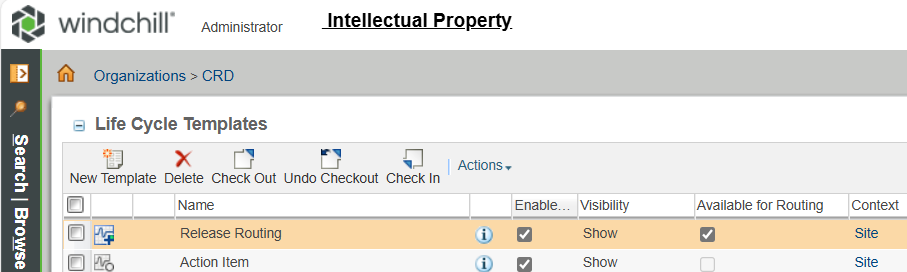 windchill®
Administrator
Intellectual Property
Organizations > CRD
Search | Browse
Life Cycle Templates
New Template Delete Check Out Undo Checkout Check In Actions
Name Enable... Visibility Available for Routing Context
Release Routing Show Site
Action Item Show Site